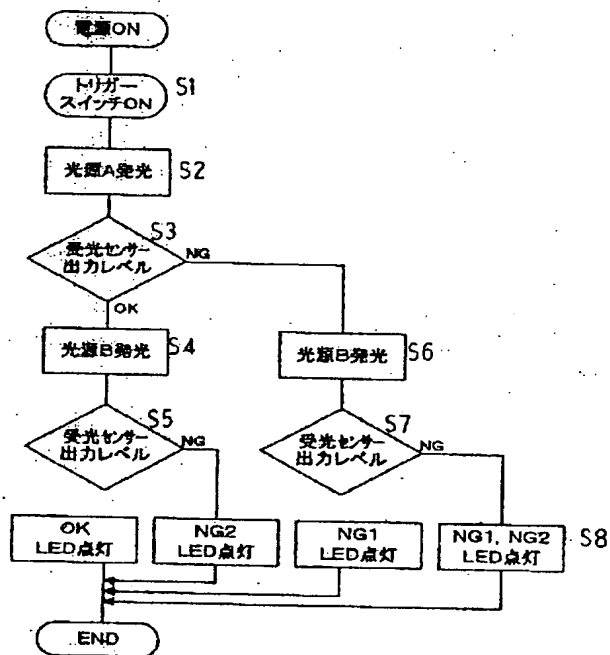 電源ON
トリガー
スイッチON
S1
光源A発光
S2
S3
受光センサー
出力レベル
NG
OK
光源B発光
S4
光源B発光
S6
S5
受光センサー
出力レベル
NG
S7
受光センサー
出力レベル
NG
OK
LED点灯
NG2
LED点灯
NG1
LED点灯
NG1, NG2
LED点灯
S8
END